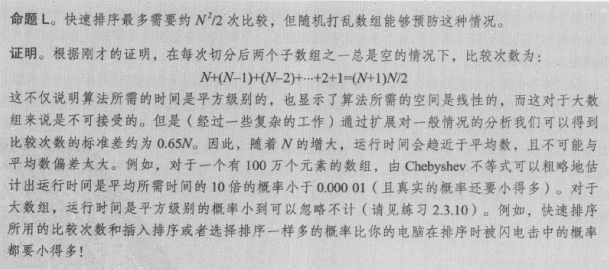 命题 L。快速排序最多需要约 N²/2 次比较，但随机打乱数组能够预防这种情况。
证明。根据刚才的证明，在每次切分后两个子数组之一总是空的情况下，比较次数为：
N+(N–1)+(N–2)+···+2+1=(N+1)N/2
这不仅说明算法所需的时间是平方级别的，也显示了算法所需的空间是线性的，而这对于大数
组来说是不可接受的。但是（经过一些复杂的工作）通过扩展对一般情况的分析我们可以得到
比较次数的标准差约为 0.65N。因此，随着 N 的增大，运行时间会趋近于平均数，且不可能与
平均数偏差太大。例如，对于一个有 100 万个元素的数组，由 Chebyshev 不等式可以粗略地估
计出运行时间是平均所需时间的 10 倍的概率小于 0.000 01（且真实的概率还要小得多）。对于
大数组，运行时间是平方级别的概率小到可以忽略不计（请见练习 2.3.10）。例如，快速排序
所用的比较次数和插入排序或者选择排序一样多的概率比你的电脑在排序时被闪电击中的概率
都要小得多！